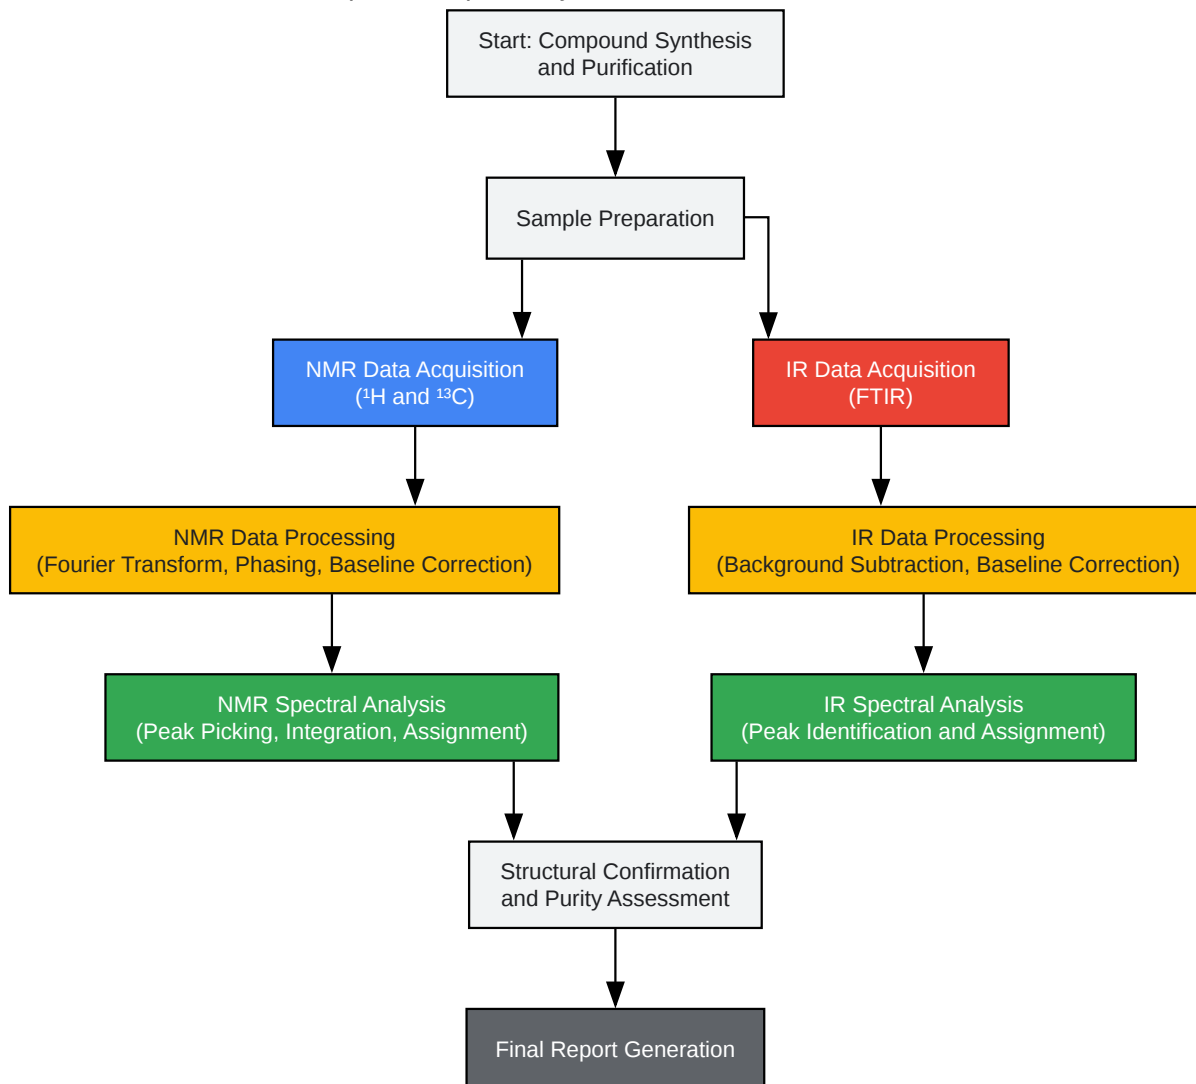 Start: Compound Synthesis
and Purification
Sample Preparation
NMR Data Acquisition
(¹H and ¹³C)
IR Data Acquisition
(FTIR)
NMR Data Processing
(Fourier Transform, Phasing, Baseline Correction)
IR Data Processing
(Background Subtraction, Baseline Correction)
NMR Spectral Analysis
(Peak Picking, Integration, Assignment)
IR Spectral Analysis
(Peak Identification and Assignment)
Structural Confirmation
and Purity Assessment
Final Report Generation